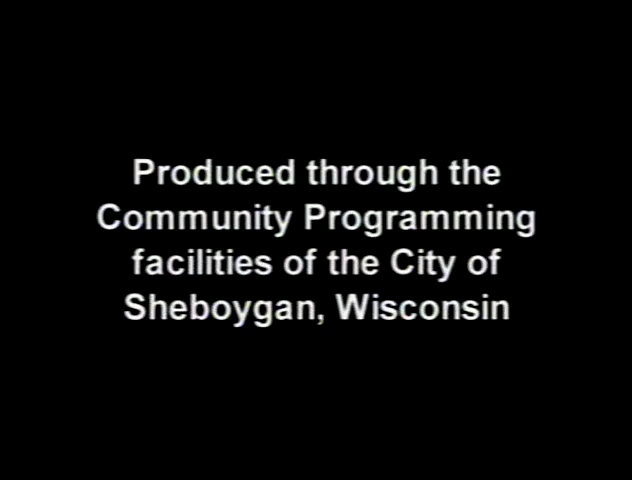 Produced through the
Community Programming
facilities of the City of
Sheboygan, Wisconsin